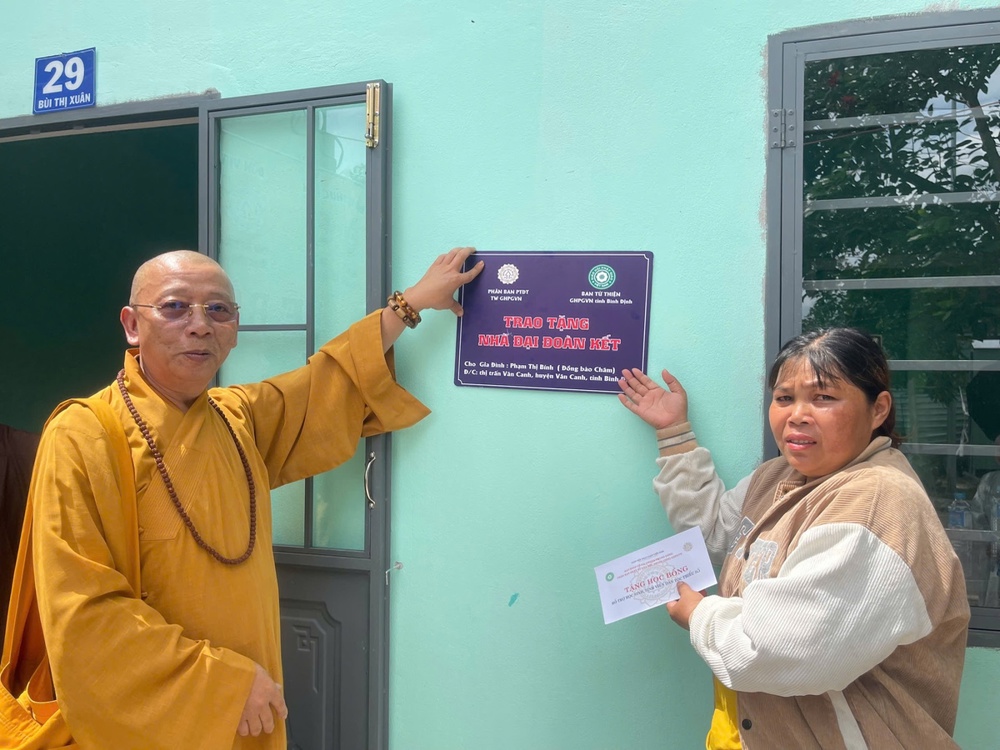 29
BÙI THỊ XUÂN
PHÂN BAN PTĐT
TW GHPGVN
BAN TỪ THIỆN
GHPGVN tỉnh Bình Định
TRAO TẶNG
NHÀ ĐẠI ĐOÀN KẾT
Cho Gia Đình : Phạm Thị Bính ( Đồng bào Chăm)
Đ/C: thị trấn Vân Canh, huyện Vân Canh, tỉnh Bình
TẶNG HỌC BỔNG